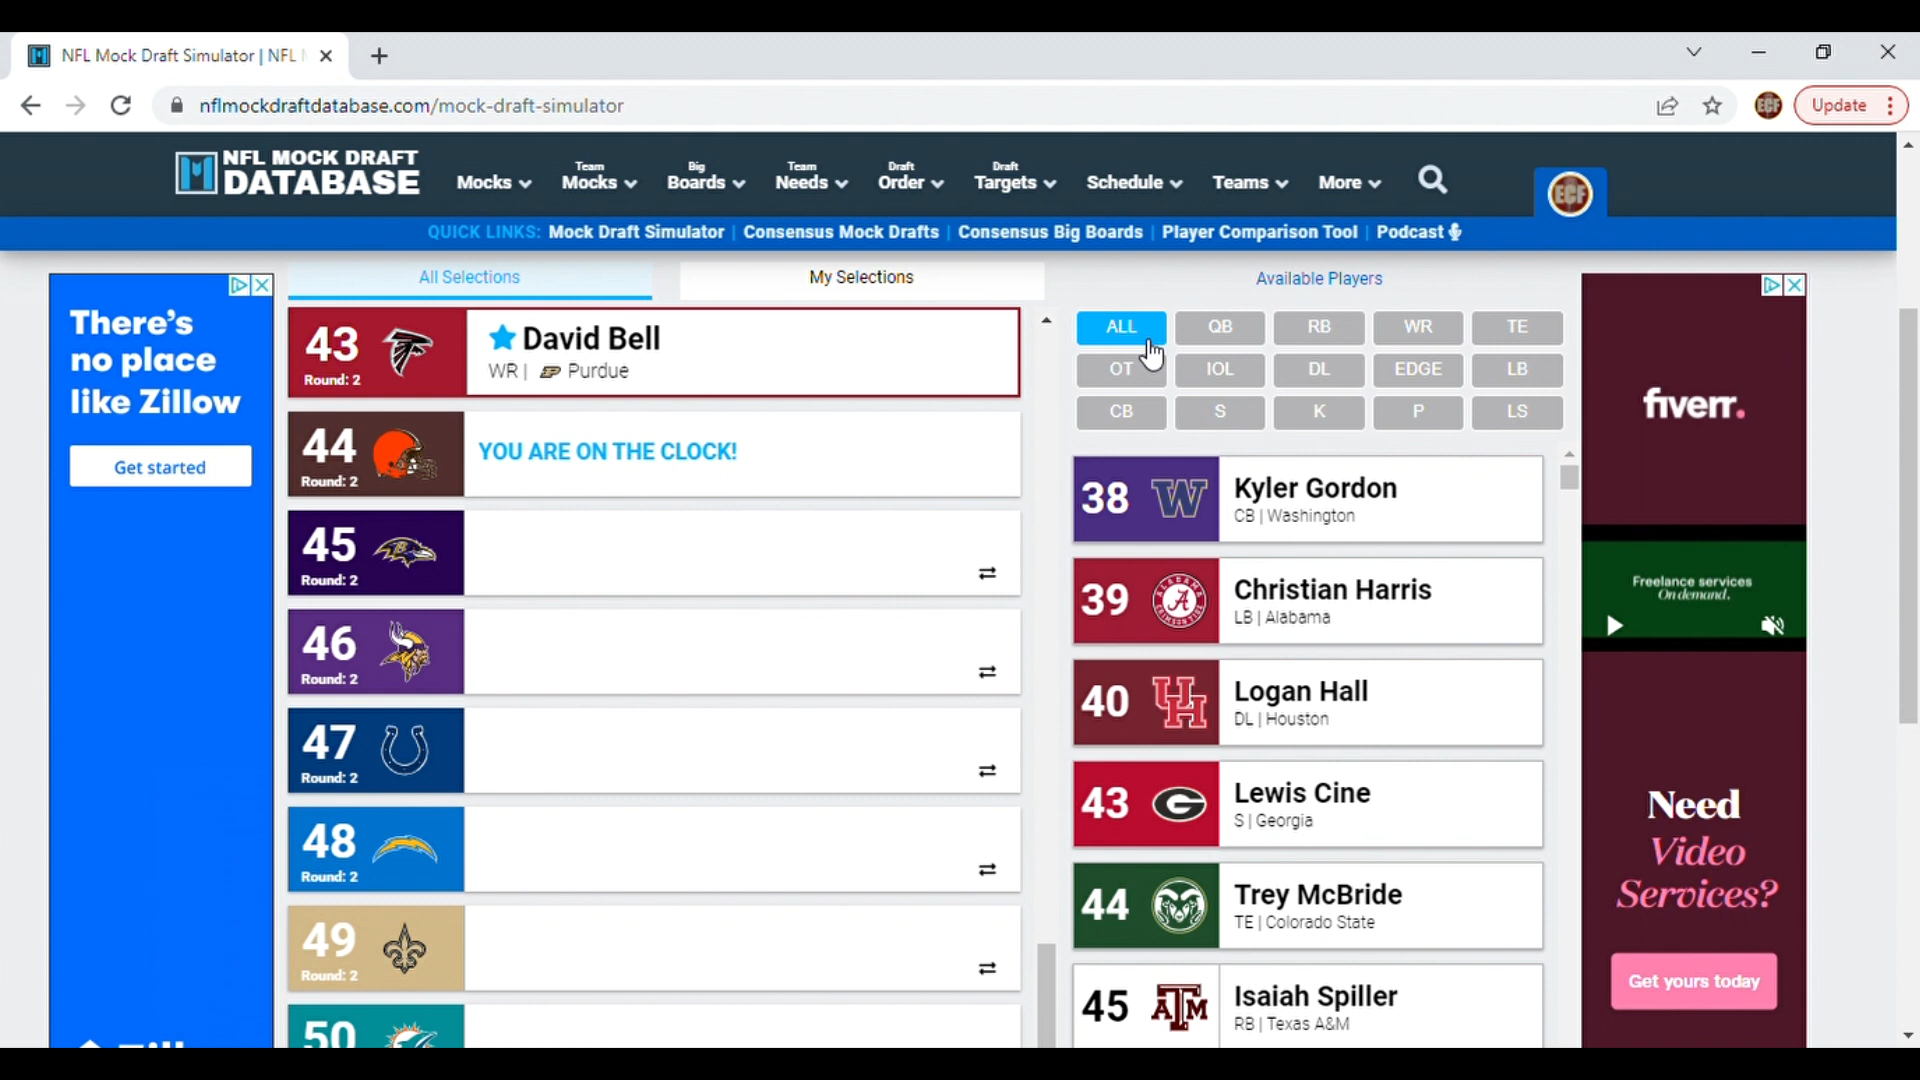 NFL Mock Draft Simulator | NFL
nflmockdraftdatabase.com/mock-draft-simulator
ECF
Update
NFL MOCK DRAFT
DATABASE
Mocks
Team
Mocks
Big
Boards
Team
Needs
Draft
Order
Draft
Targets
Schedule
Teams
More
ECF
QUICK LINKS: Mock Draft Simulator | Consensus Mock Drafts | Consensus Big Boards | Player Comparison Tool | Podcast
There's
no place
like Zillow
Get started
All Selections
My Selections
43
Round: 2
David Bell
WR | Purdue
44
Round: 2
YOU ARE ON THE CLOCK!
45
Round: 2
46
Round: 2
47
Round: 2
48
Round: 2
49
Round: 2
50
Available Players
ALL QB RB WR TE
OT IOL DL EDGE LB
CB S K P LS
38
Kyler Gordon
CB | Washington
39
Christian Harris
LB | Alabama
40
Logan Hall
DL | Houston
43
Lewis Cine
S | Georgia
44
Trey McBride
TE | Colorado State
45
Isaiah Spiller
RB | Texas A&M
fiverr.
Freelance services
On demand.
Need
Video
Services?
Get yours today